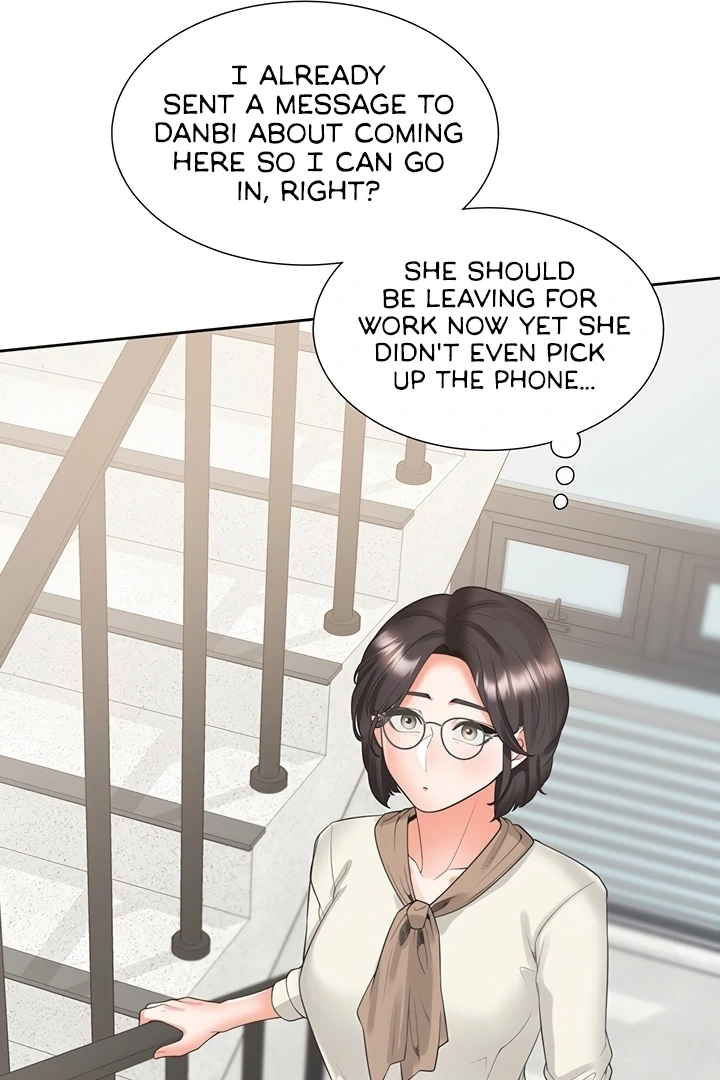 I ALREADY
SENT A MESSAGE TO
DANBI ABOUT COMING
HERE SO I CAN GO
IN, RIGHT?
SHE SHOULD
BE LEAVING FOR
WORK NOW YET SHE
DIDN'T EVEN PICK
UP THE PHONE...